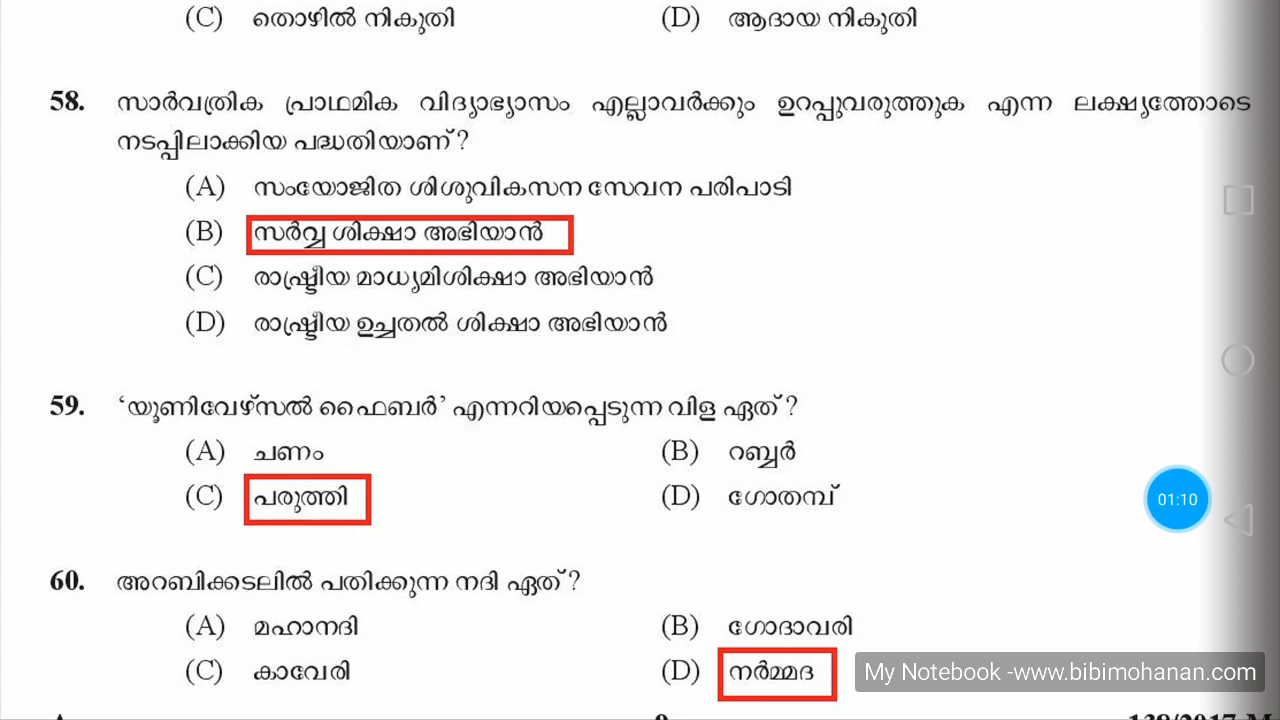 (C) തൊഴിൽ നികുതി (D) ആദായ നികുതി
58. സാർവത്രിക പ്രാഥമിക വിദ്യാഭ്യാസം എല്ലാവർക്കും ഉറപ്പുവരുത്തുക എന്ന ലക്ഷ്യത്തോടെ
നടപ്പിലാക്കിയ പദ്ധതിയാണ്?
(A) സംയോജിത ശിശുവികസന സേവന പരിപാടി
(B) സർവ്വ ശിക്ഷാ അഭിയാൻ
(C) രാഷ്ട്രീയ മാധ്യമിശിക്ഷാ അഭിയാൻ
(D) രാഷ്ട്രീയ ഉച്ചതൽ ശിക്ഷാ അഭിയാൻ
59. ‘യൂണിവേഴ്സൽ ഫൈബർ’ എന്നറിയപ്പെടുന്ന വിള ഏത്?
(A) ചണം (B) റബ്ബർ
(C) പരുത്തി (D) ഗോതമ്പ്
01:10
60. അറബിക്കടലിൽ പതിക്കുന്ന നദി ഏത്?
(A) മഹാനദി (B) ഗോദാവരി
(C) കാവേരി (D) നർമ്മദ
My Notebook -www.bibimohanan.com